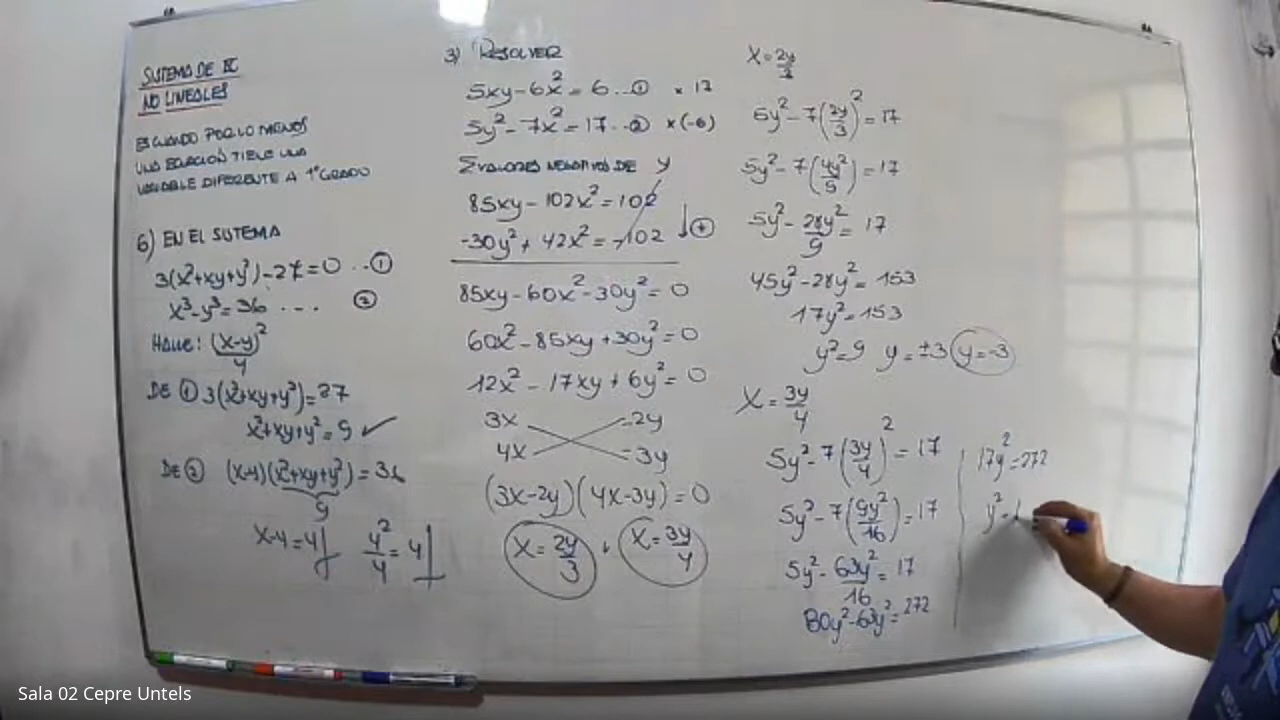 SISTEMA DE EC
NO LINEALES
ES CUANDO POR LO MENOS
UNA ECUACIÓN TIENE UNA
VARIABLE DIFERENTE A 1° GRADO
6) EN EL SISTEMA
3(x²+xy+y²)-27=0 ...①
x³-y³=36 ... ②
HALLE: (x-y)²/4
DE ① 3(x²+xy+y²)=27
x²+xy+y²=9 ✓
DE ② (x-y)(x²+xy+y²)=36
9
x-y=4 4²/4=4
3) RESOLVER
5xy-6x²=6...① x 17
5y²-7x²=17...② x(-6)
Σ VALORES NEGATIVOS DE y
85xy-102x²=102
-30y²+42x²=-102 ↓(+)
85xy-60x²-30y²=0
60x²-85xy+30y²=0
12x²-17xy+6y²=0
3x -2y
4x -3y
(3x-2y)(4x-3y)=0
x=2y/3 , x=3y/4
x=2y/3
5y²-7(2y/3)²=17
5y²-7(4y²/9)=17
5y²-28y²/9=17
45y²-28y²=153
17y²=153
y²=9 y=±3 y=-3
x=3y/4
5y²-7(3y/4)²=17
5y²-7(9y²/16)=17
5y²-63y²/16=17
80y²-63y²=272
17y²=272
y²=1
Sala 02 Cepre Untels